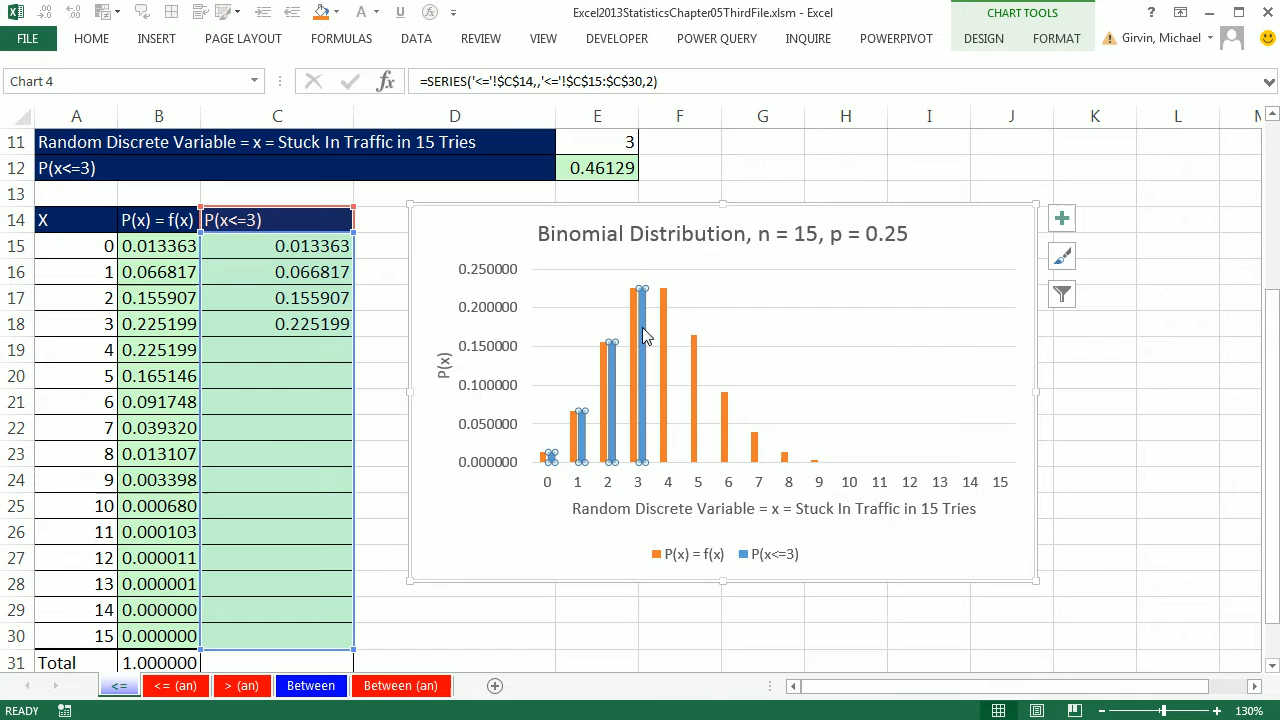 Excel2013StatisticsChapter05ThirdFile.xlsm - Excel
CHART TOOLS
FILE HOME INSERT PAGE LAYOUT FORMULAS DATA REVIEW VIEW DEVELOPER POWER QUERY INQUIRE POWERPIVOT DESIGN FORMAT Girvin, Michael
Chart 4 fx =SERIES('<='!$C$14,,'<='!$C$15:$C$30,2)
A B C D E F G H I J K L M
11 Random Discrete Variable = x = Stuck In Traffic in 15 Tries 3
12 P(x<=3) 0.46129
13
14 X P(x) = f(x) P(x<=3)
15 0 0.013363 0.013363
16 1 0.066817 0.066817
17 2 0.155907 0.155907
18 3 0.225199 0.225199
19 4 0.225199
20 5 0.165146
21 6 0.091748
22 7 0.039320
23 8 0.013107
24 9 0.003398
25 10 0.000680
26 11 0.000103
27 12 0.000011
28 13 0.000001
29 14 0.000000
30 15 0.000000
31 Total 1.000000
Binomial Distribution, n = 15, p = 0.25
0.250000
0.200000
0.150000
0.100000
0.050000
0.000000
P(x)
0 1 2 3 4 5 6 7 8 9 10 11 12 13 14 15
Random Discrete Variable = x = Stuck In Traffic in 15 Tries
P(x) = f(x) P(x<=3)
<= <= (an) > (an) Between Between (an)
READY 130%